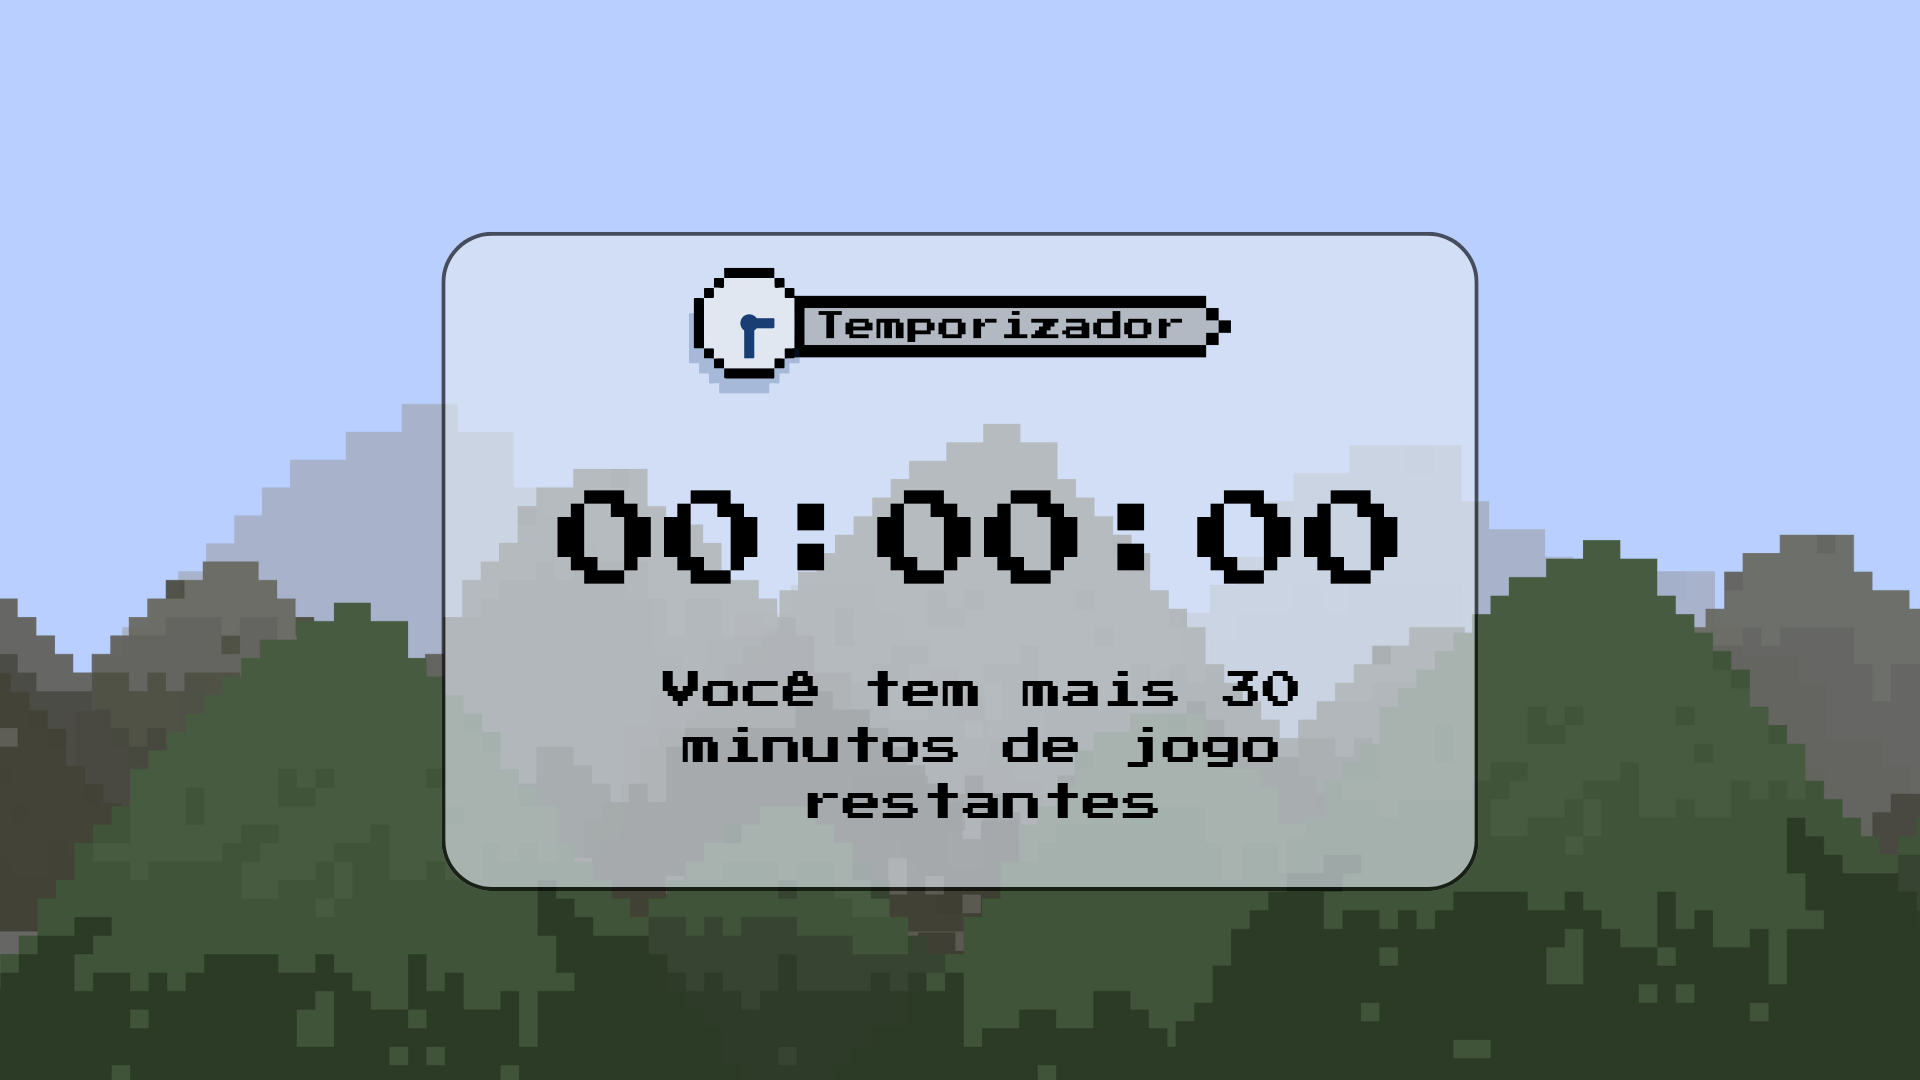 Temporizador
00:00:00
Você tem mais 30
minutos de jogo
restantes